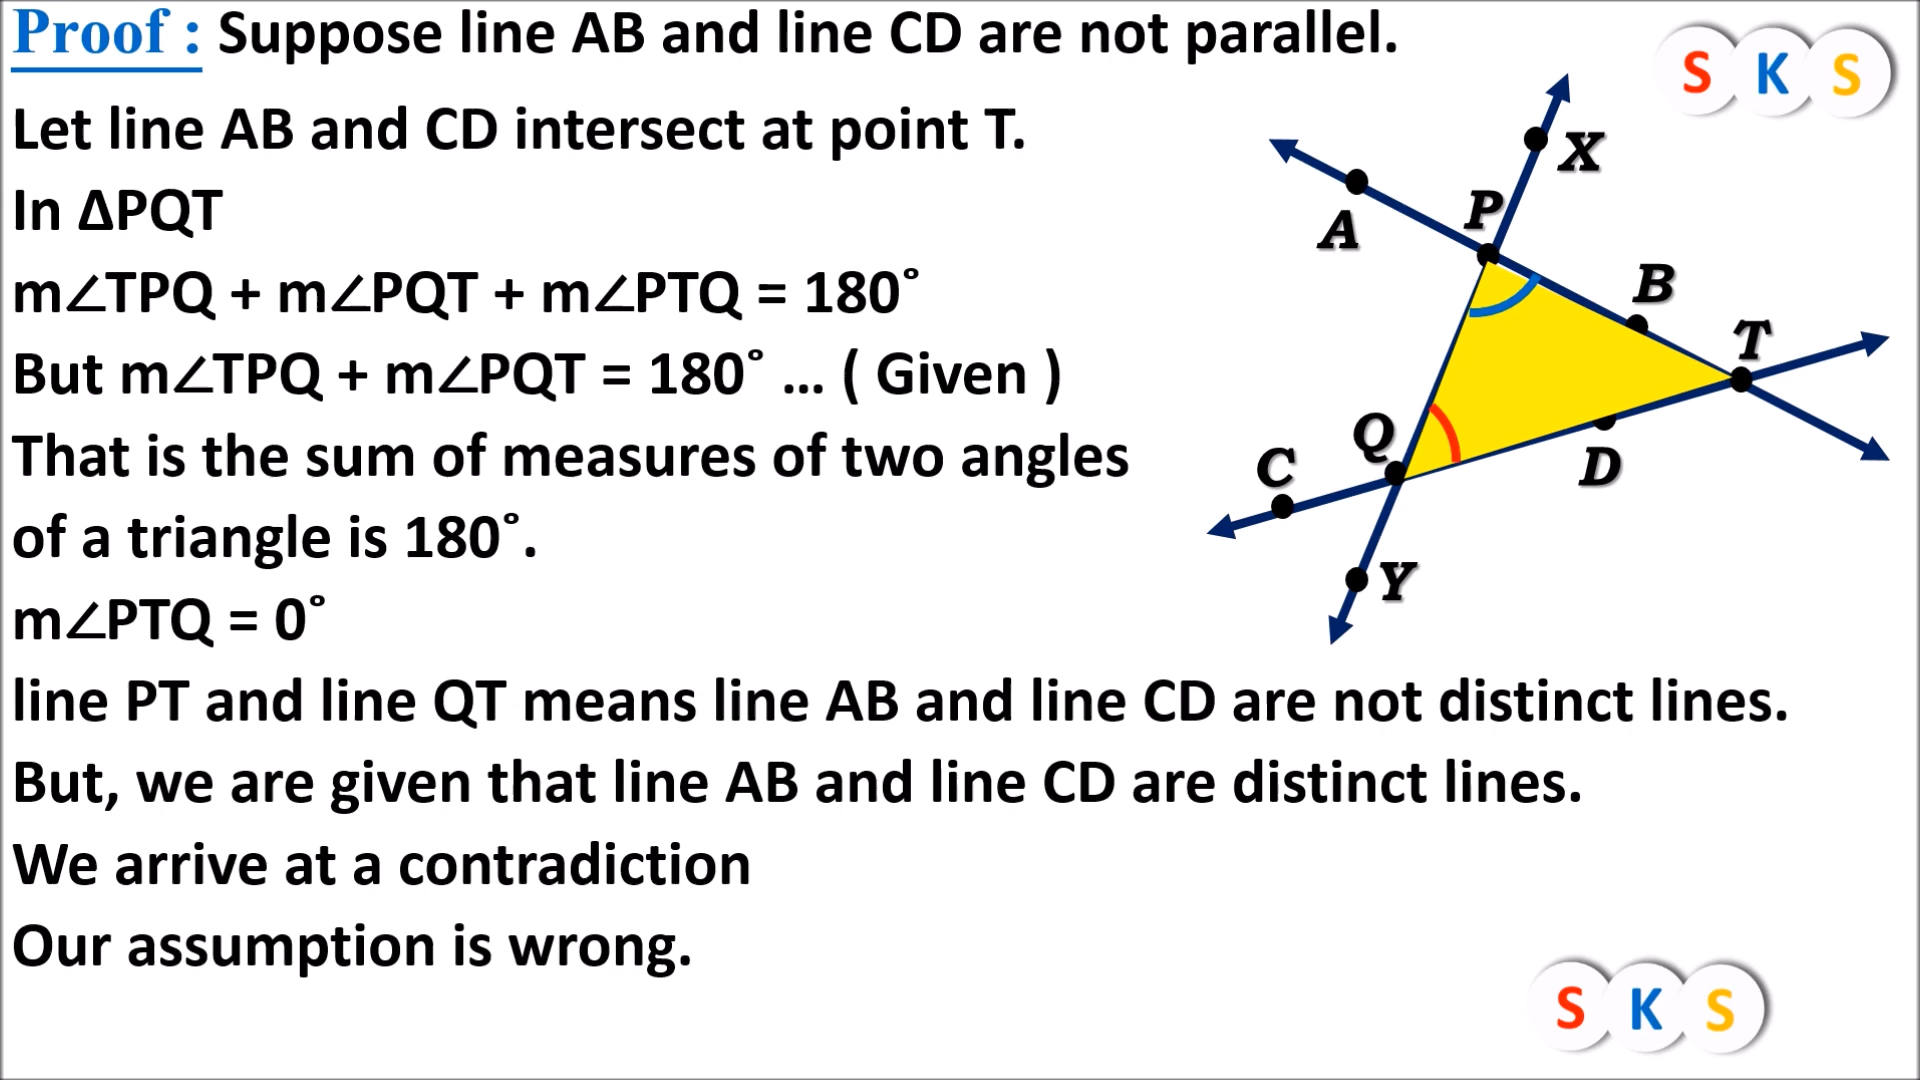 Proof : Suppose line AB and line CD are not parallel.
S K S
Let line AB and CD intersect at point T.
In ΔPQT
m∠TPQ + m∠PQT + m∠PTQ = 180°
But m∠TPQ + m∠PQT = 180° ... ( Given )
That is the sum of measures of two angles
of a triangle is 180°.
m∠PTQ = 0°
X
P
A
B
T
Q
C
D
Y
line PT and line QT means line AB and line CD are not distinct lines.
But, we are given that line AB and line CD are distinct lines.
We arrive at a contradiction
Our assumption is wrong.
S K S